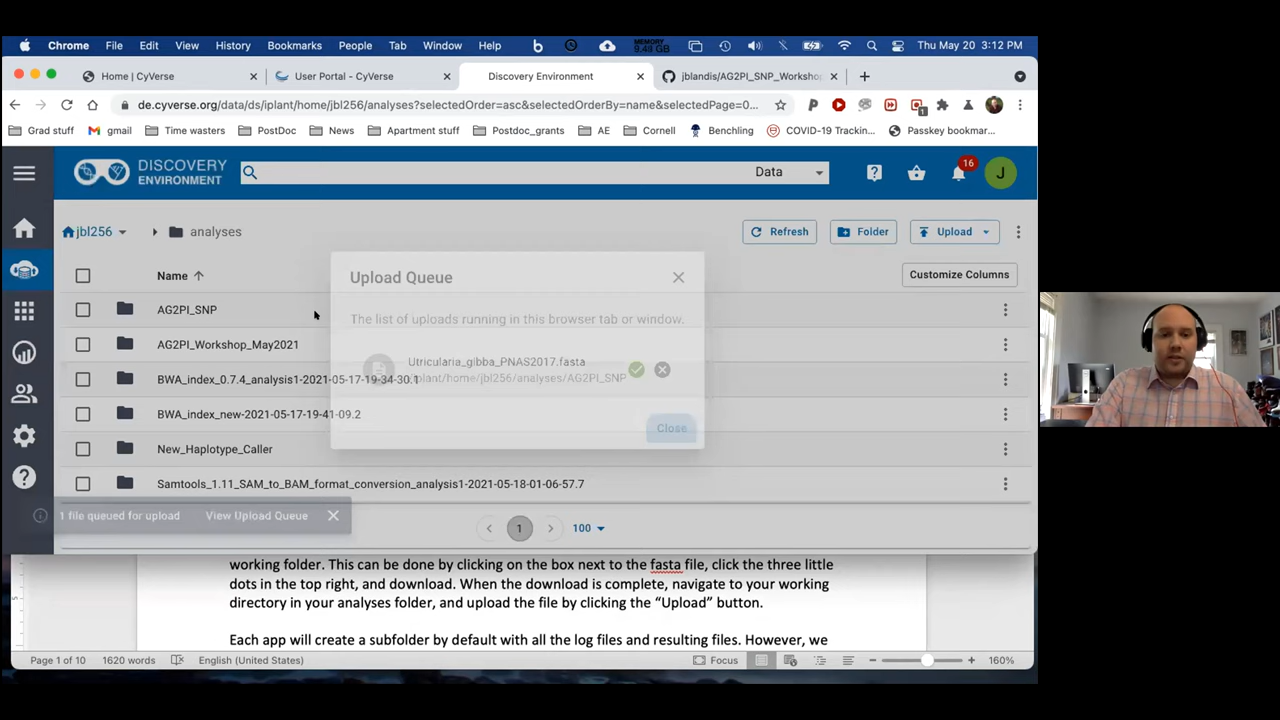 Chrome File Edit View History Bookmarks People Tab Window Help MEMORY 9.48 GB Thu May 20 3:12 PM
Home | CyVerse User Portal - CyVerse Discovery Environment jblandis/AG2PI_SNP_Worksho
de.cyverse.org/data/ds/iplant/home/jbl256/analyses?selectedOrder=asc&selectedOrderBy=name&selectedPage=0...
Grad stuff gmail Time wasters PostDoc News Apartment stuff Postdoc_grants AE Cornell Benchling COVID-19 Trackin... Passkey bookmar...
DISCOVERY ENVIRONMENT Data 16 J
jbl256 analyses Refresh Folder Upload
Name Customize Columns
Upload Queue
AG2PI_SNP
The list of uploads running in this browser tab or window.
AG2PI_Workshop_May2021
Utricularia_gibba_PNAS2017.fasta
BWA_index_0.7.4_analysis1-2021-05-17-19-34-30.1
plant/home/jbl256/analyses/AG2PI_SNP
BWA_index_new-2021-05-17-19-41-09.2
Close
New_Haplotype_Caller
Samtools_1.11_SAM_to_BAM_format_conversion_analysis1-2021-05-18-01-06-57.7
1 file queued for upload View Upload Queue
1 100
working folder. This can be done by clicking on the box next to the fasta file, click the three little
dots in the top right, and download. When the download is complete, navigate to your working
directory in your analyses folder, and upload the file by clicking the “Upload” button.
Each app will create a subfolder by default with all the log files and resulting files. However, we
Page 1 of 10 1620 words English (United States) Focus 160%